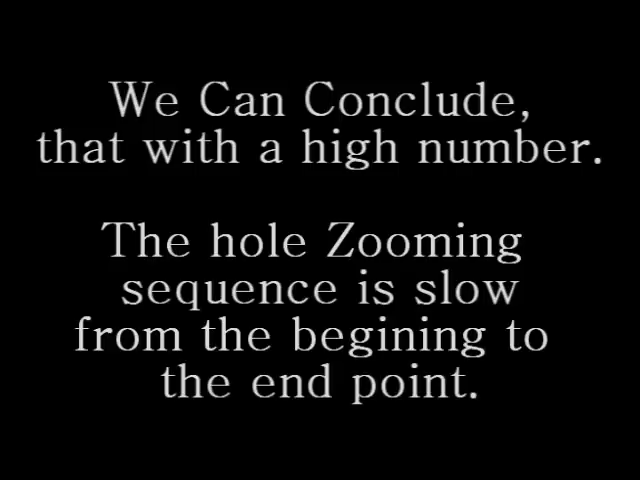 We Can Conclude,
that with a high number.
The hole Zooming
sequence is slow
from the begining to
the end point.